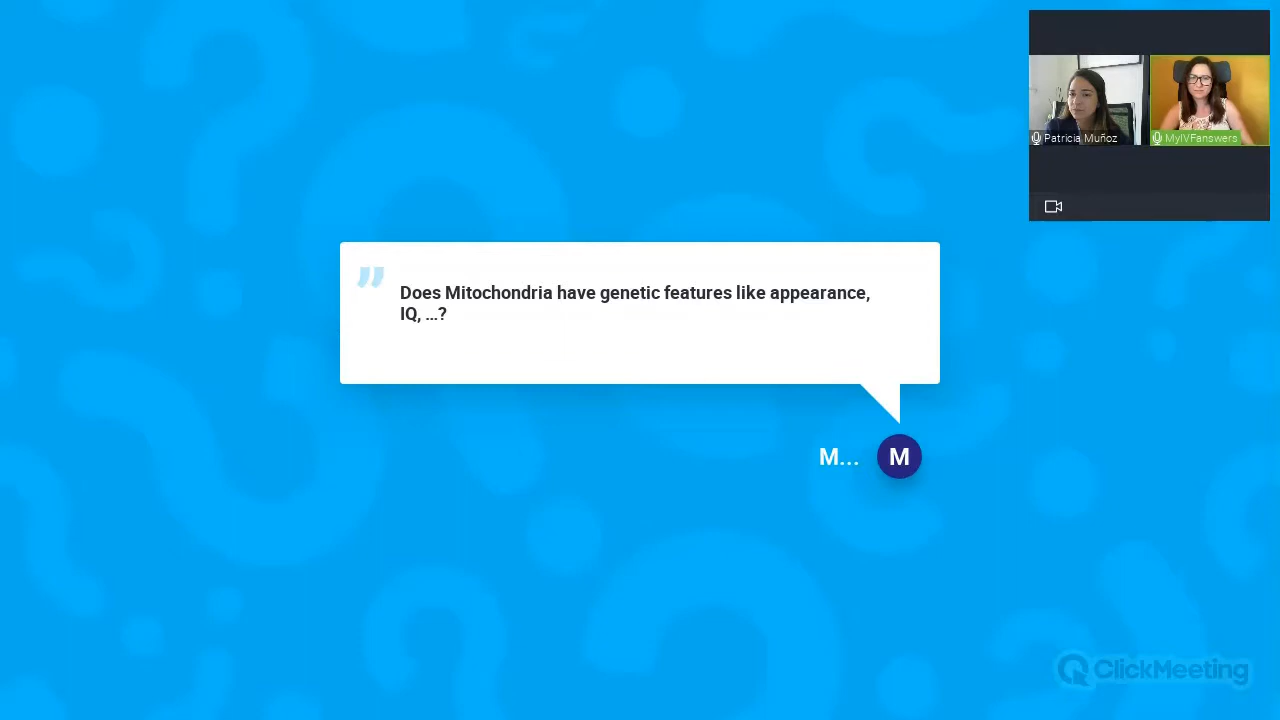 Patricia Muñoz
MyIVFanswers
Does Mitochondria have genetic features like appearance,
IQ, ...?
M...
M
ClickMeeting